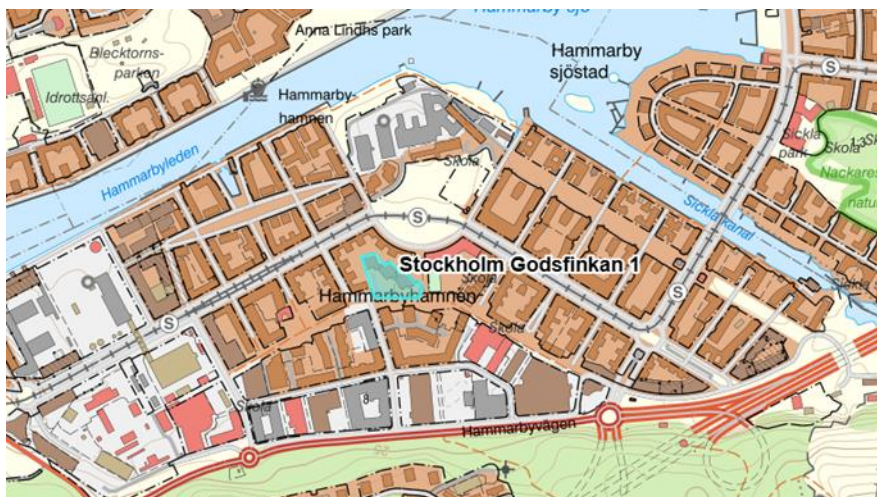 Hammarby sjö
Anna Lindhs park
Blecktorns-
parken
Idrottsanl.
Hammarby-
hamnen
Hammarby
sjöstad
S
Hammarbyleden
Skola
Sickla
park
Skola
Nackares
natur
Sickla kanal
S
Stockholm Godsfinkan 1
Skola
Hammarbyhamnen
S
S
Skola
Skola
Hammarbyvägen